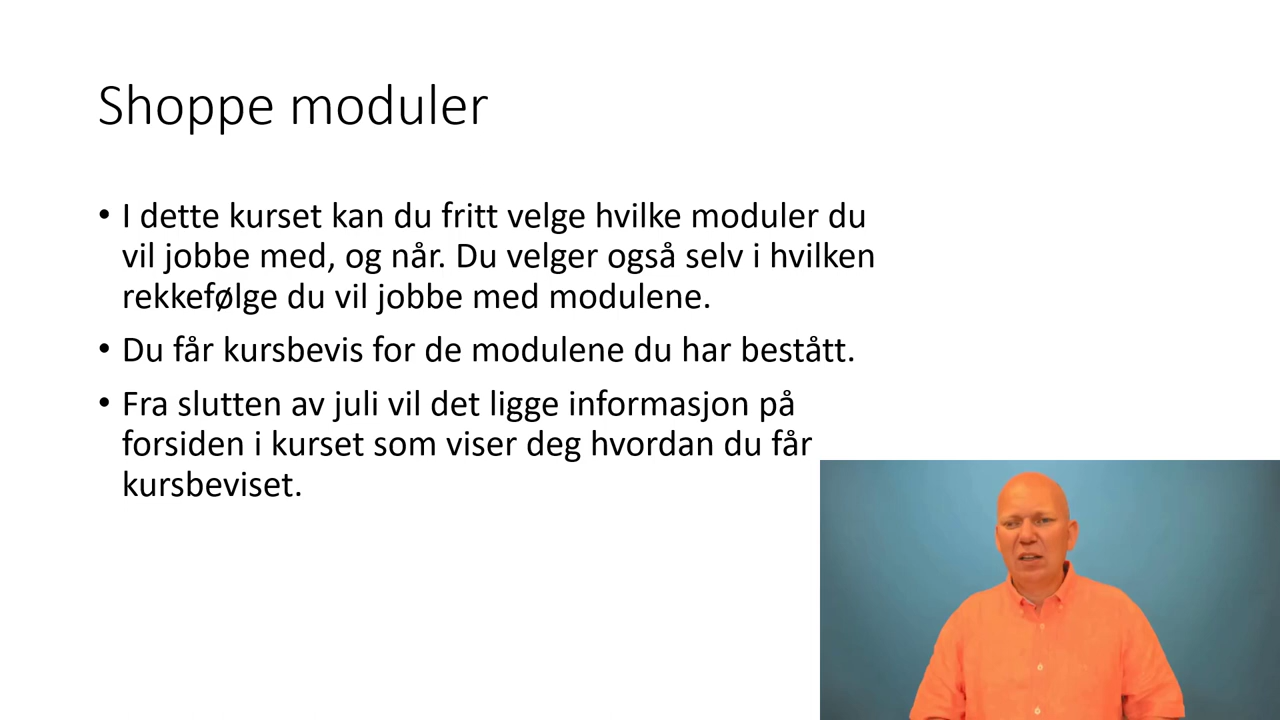 Shoppe moduler
• I dette kurset kan du fritt velge hvilke moduler du
vil jobbe med, og når. Du velger også selv i hvilken
rekkefølge du vil jobbe med modulene.
• Du får kursbevis for de modulene du har bestått.
• Fra slutten av juli vil det ligge informasjon på
forsiden i kurset som viser deg hvordan du får
kursbeviset.